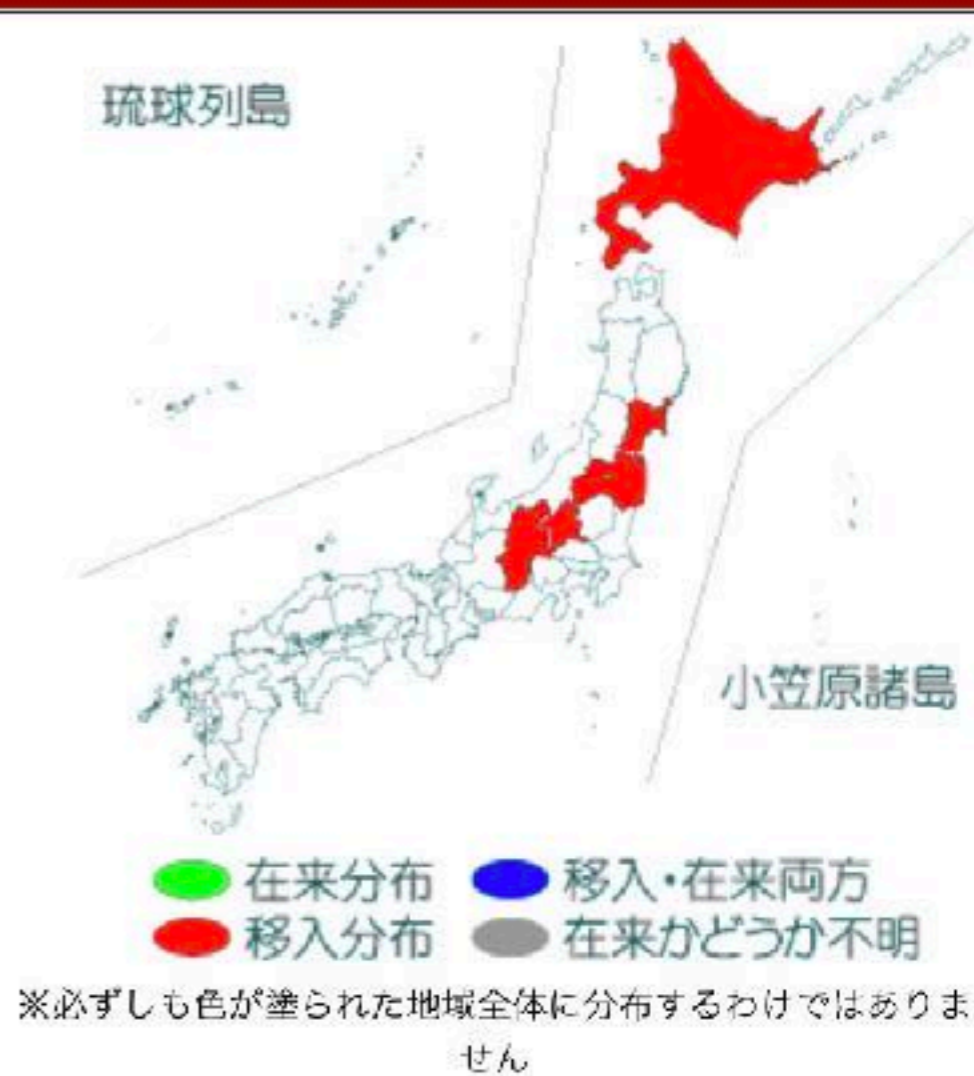 琉球列島
小笠原諸島
在来分布 移入・在来両方
移入分布 在来かどうか不明
※必ずしも色が塗られた地域全体に分布するわけではありま
せん